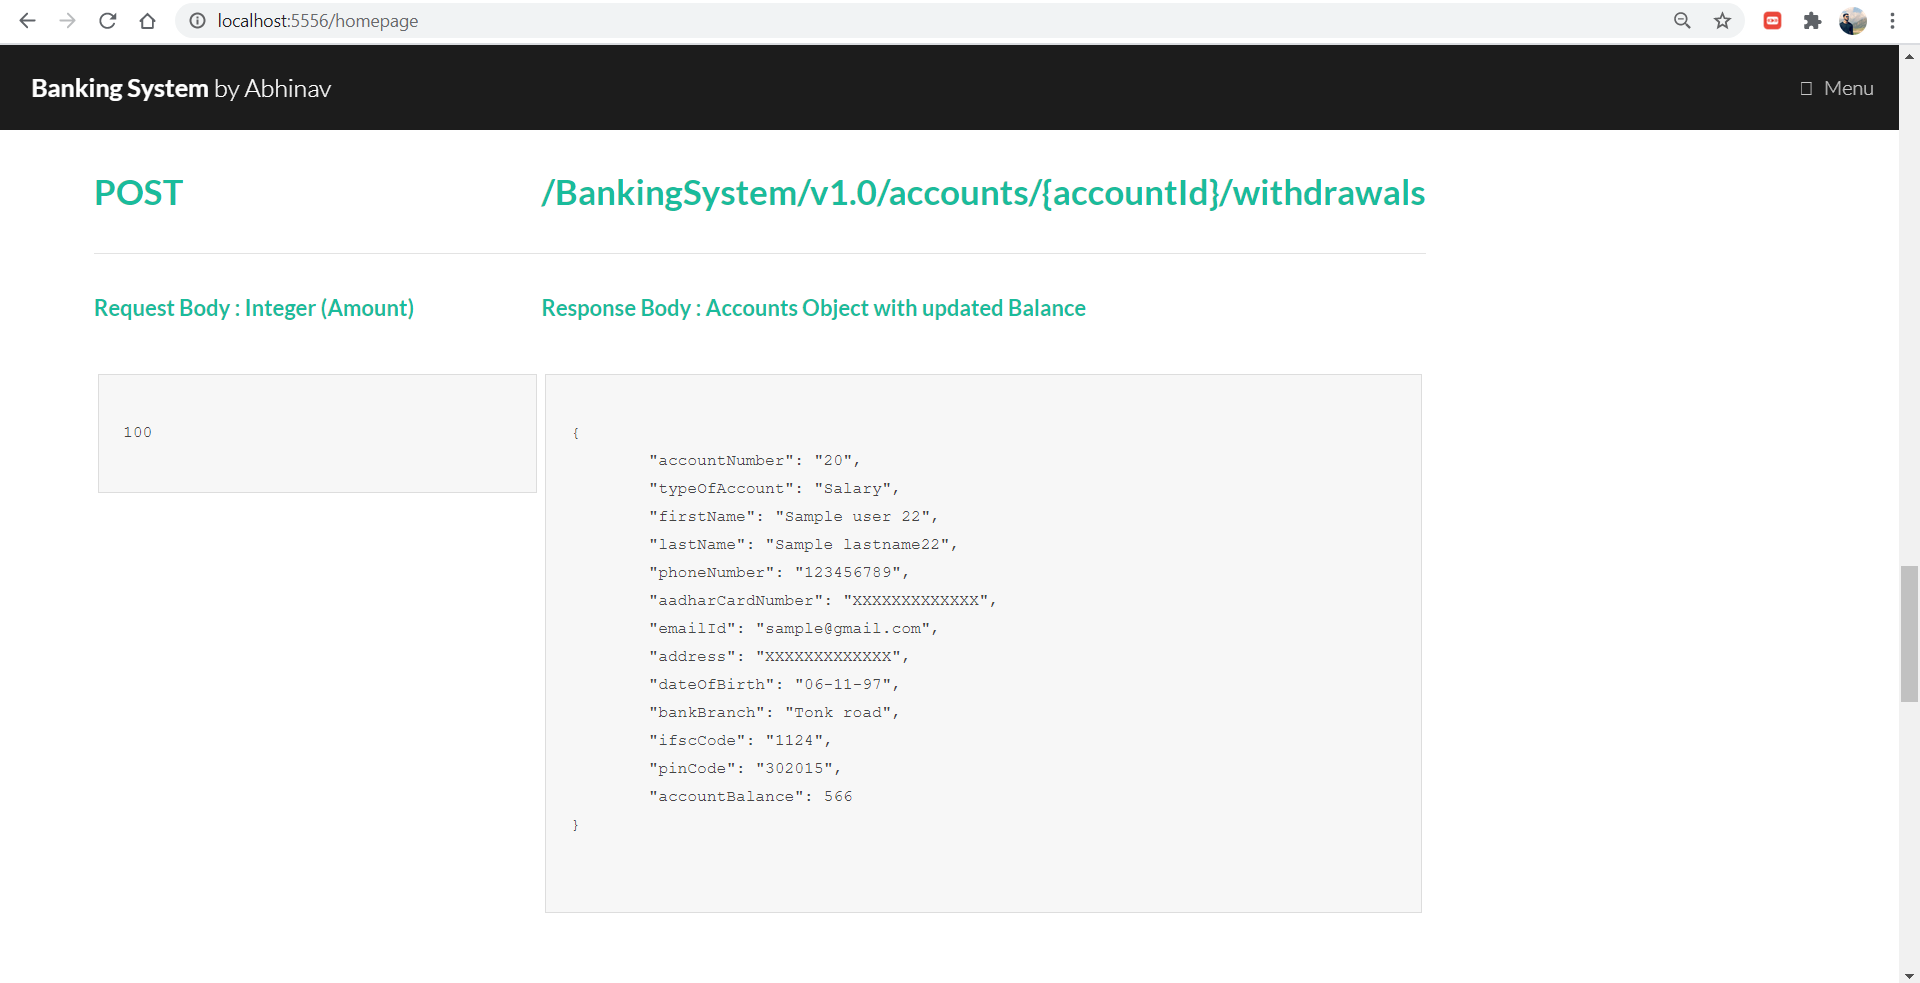 localhost:5556/homepage
Banking System by Abhinav
Menu
POST /BankingSystem/v1.0/accounts/{accountId}/withdrawals
Request Body : Integer (Amount) Response Body : Accounts Object with updated Balance
100
{
"accountNumber": "20",
"typeOfAccount": "Salary",
"firstName": "Sample user 22",
"lastName": "Sample lastname22",
"phoneNumber": "123456789",
"aadharCardNumber": "XXXXXXXXXXXXX",
"emailId": "sample@gmail.com",
"address": "XXXXXXXXXXXXX",
"dateOfBirth": "06-11-97",
"bankBranch": "Tonk road",
"ifscCode": "1124",
"pinCode": "302015",
"accountBalance": 566
}